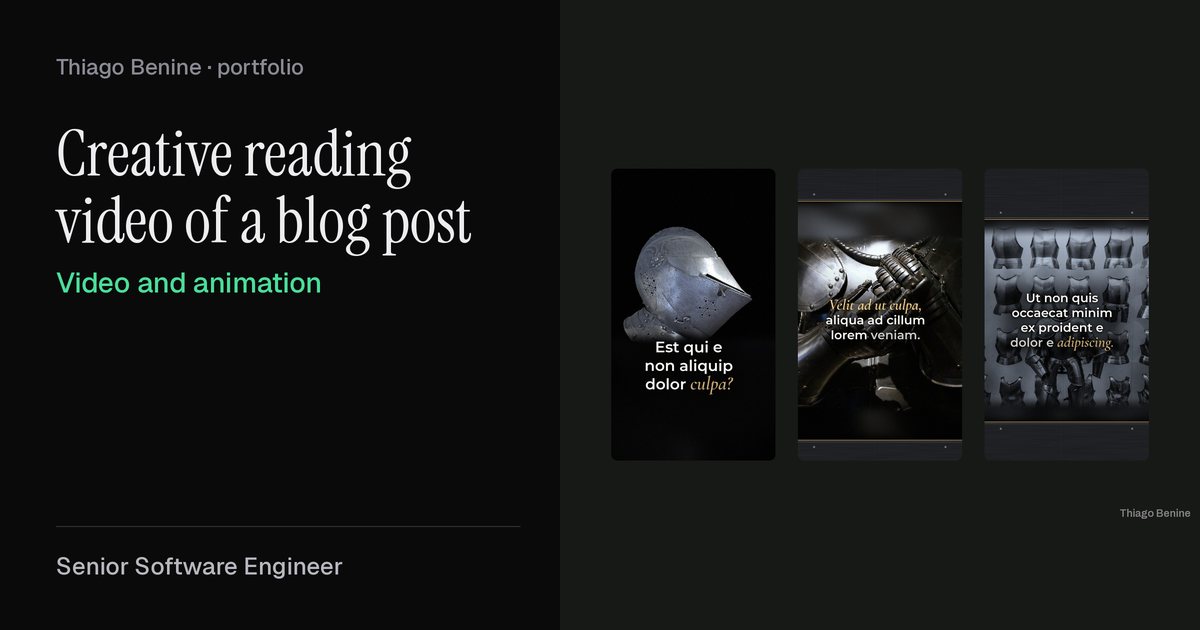 Thiago Benine · portfolio
Creative reading
video of a blog post
Video and animation
Senior Software Engineer
Est qui e
non aliquip
dolor culpa?
Velit ad ut culpa,
aliqua ad cillum
lorem veniam.
Ut non quis
occaecat minim
ex proident e
dolor e adipiscing.
Thiago Benine